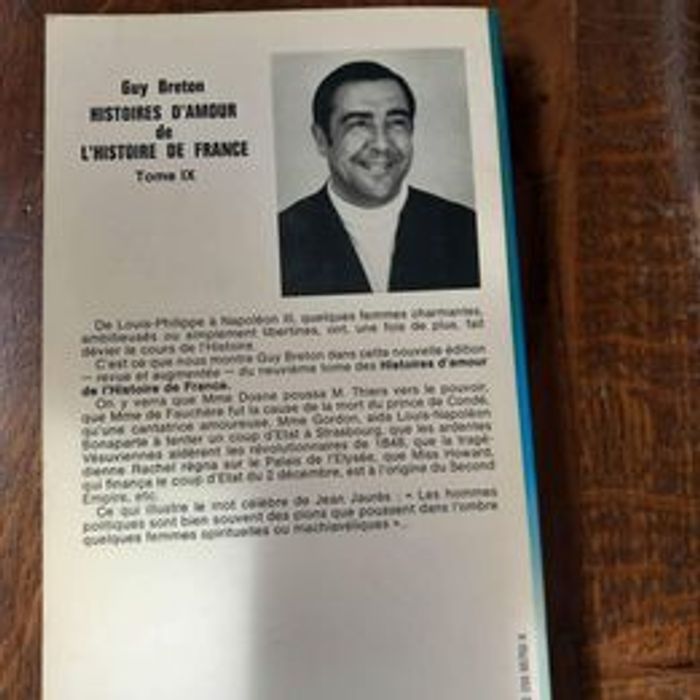 Guy Breton
HISTOIRES D'AMOUR
de
L'HISTOIRE DE FRANCE
Tome IX
De Louis-Philippe à Napoléon III, quelques femmes charmantes,
ambitieuses ou simplement libertines, ont, une fois de plus, fait
dévier le cours de l'Histoire.
C'est ce que nous montre Guy Breton dans cette nouvelle édition
— revue et augmentée — du neuvième tome des Histoires d'amour
de l'Histoire de France.
On y verra que Mme Dosne poussa M. Thiers vers le pouvoir,
que Mme de Fauchère fut la cause de la mort du prince de Condé,
qu'une cantatrice amoureuse, Mme Gordon, aida Louis-Napoléon
Bonaparte à tenter un coup d'Etat à Strasbourg, que les ardentes
Vésuviennes aidèrent les révolutionnaires de 1848, que la tragé-
dienne Rachel régna sur le Palais de l'Elysée, que Miss Howard,
qui finança le coup d'Etat du 2 décembre, est à l'origine du Second
Empire, etc.
Ce qui illustre le mot célèbre de Jean Jaurès : « Les hommes
politiques sont bien souvent des pions que poussent dans l'ombre
quelques femmes spirituelles ou machiavéliques »...